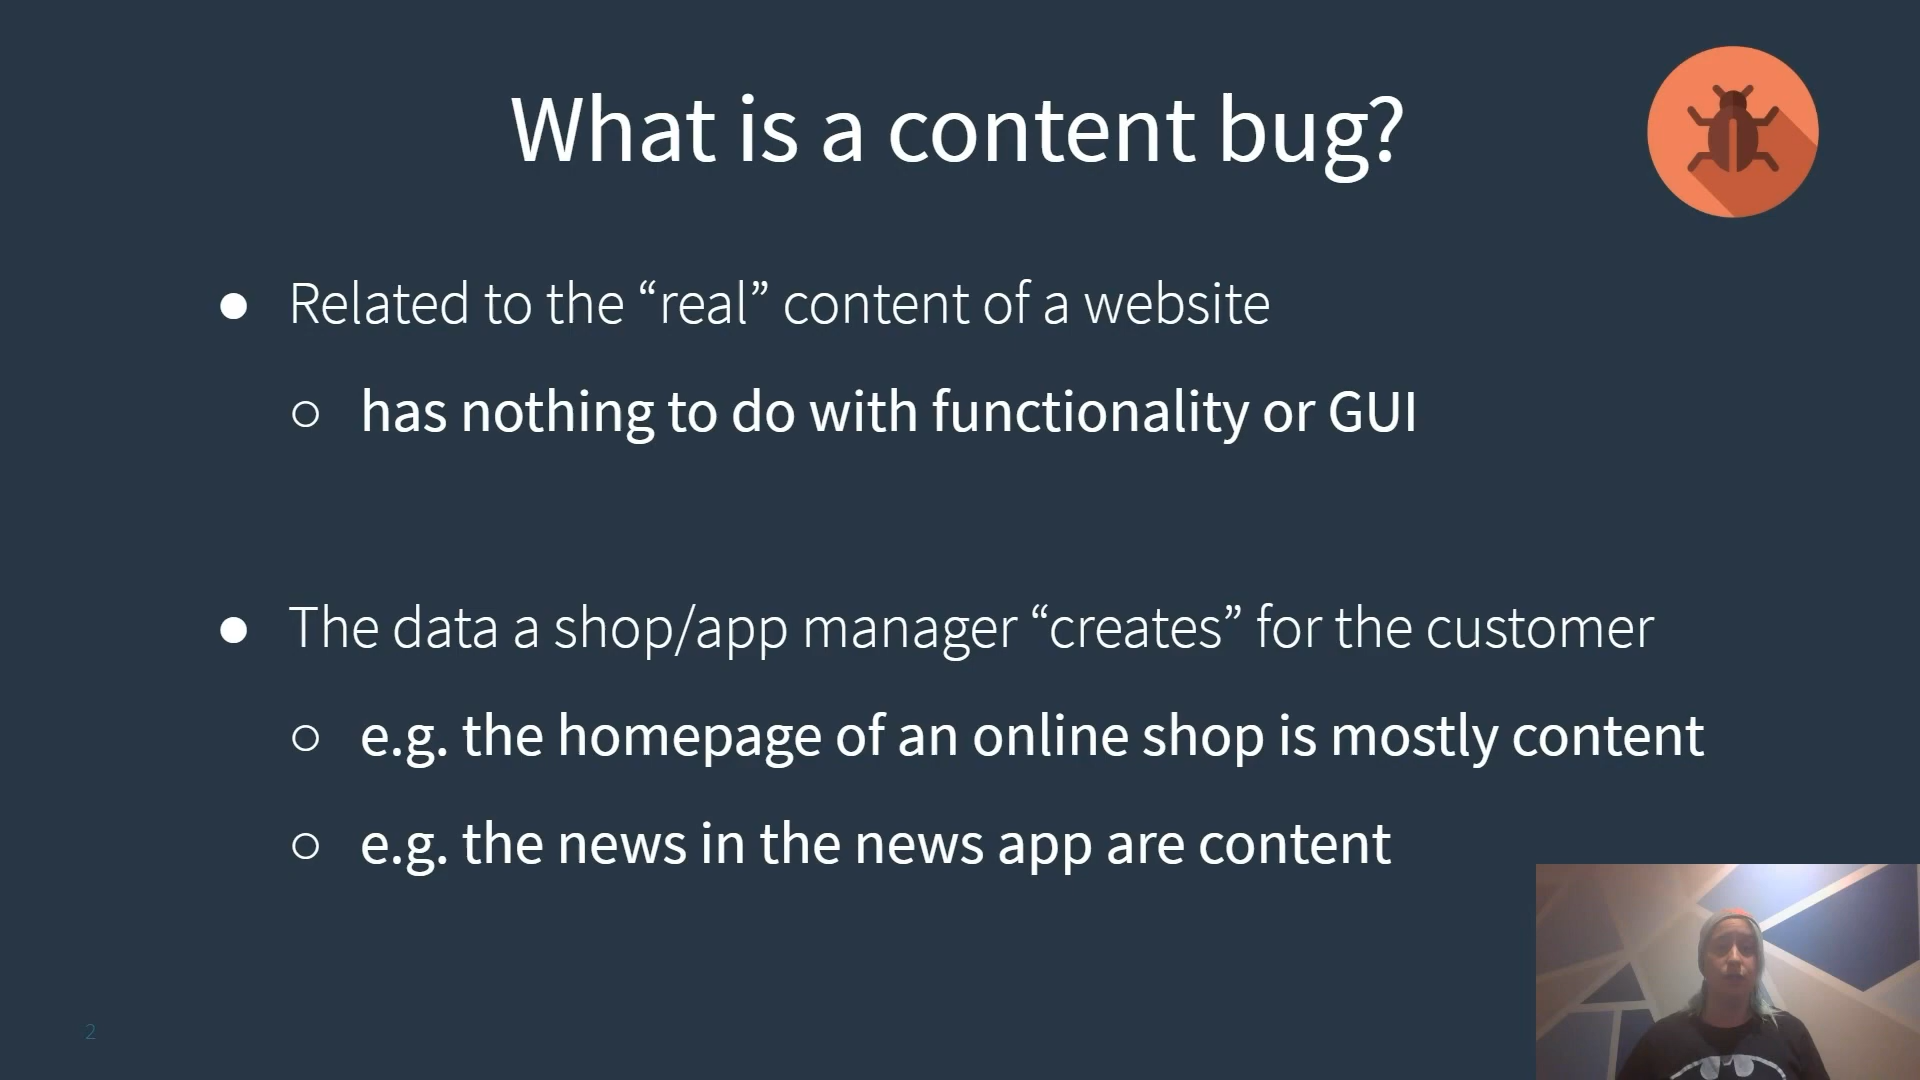 What is a content bug?
● Related to the “real” content of a website
○ has nothing to do with functionality or GUI
● The data a shop/app manager “creates” for the customer
○ e.g. the homepage of an online shop is mostly content
○ e.g. the news in the news app are content
2